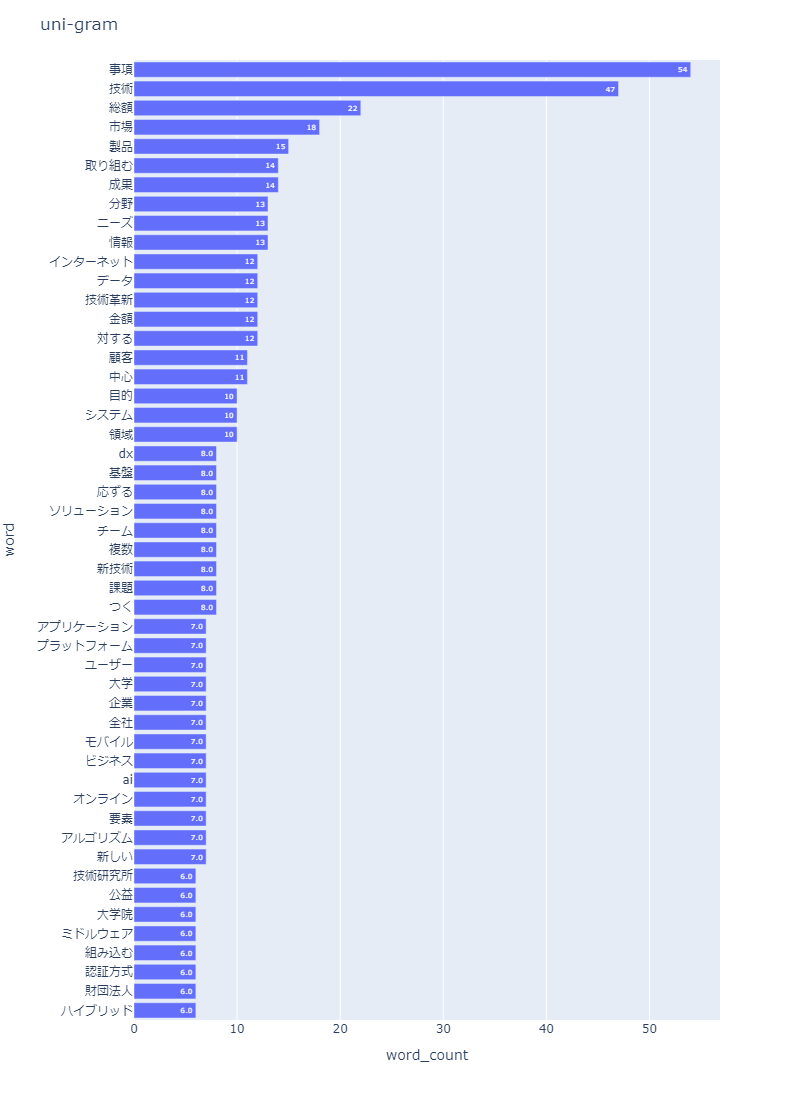 uni-gram
事項 54
技術 47
総額 22
市場 18
製品 15
取り組む 14
成果 14
分野 13
ニーズ 13
情報 13
インターネット 12
データ 12
技術革新 12
金額 12
対する 12
顧客 11
中心 11
目的 10
システム 10
領域 10
dx 8.0
基盤 8.0
応ずる 8.0
ソリューション 8.0
チーム 8.0
複数 8.0
新技術 8.0
課題 8.0
つく 8.0
アプリケーション 7.0
プラットフォーム 7.0
ユーザー 7.0
大学 7.0
企業 7.0
全社 7.0
モバイル 7.0
ビジネス 7.0
ai 7.0
オンライン 7.0
要素 7.0
アルゴリズム 7.0
新しい 7.0
技術研究所 6.0
公益 6.0
大学院 6.0
ミドルウェア 6.0
組み込む 6.0
認証方式 6.0
財団法人 6.0
ハイブリッド 6.0
word
0 10 20 30 40 50
word_count